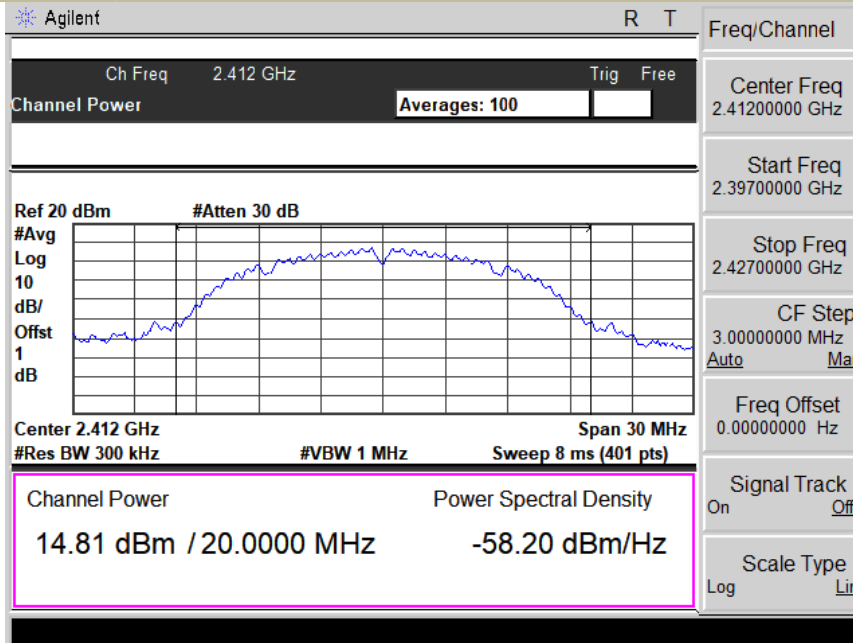 Agilent R T
Ch Freq 2.412 GHz Trig Free
Channel Power Averages: 100
Ref 20 dBm #Atten 30 dB
#Avg
Log
10
dB/
Offst
1
dB
Center 2.412 GHz Span 30 MHz
#Res BW 300 kHz #VBW 1 MHz Sweep 8 ms (401 pts)
Channel Power Power Spectral Density
14.81 dBm / 20.0000 MHz -58.20 dBm/Hz
Freq/Channel
Center Freq
2.41200000 GHz
Start Freq
2.39700000 GHz
Stop Freq
2.42700000 GHz
CF Step
3.00000000 MHz
Auto Ma
Freq Offset
0.00000000 Hz
Signal Track
On Off
Scale Type
Log Lin